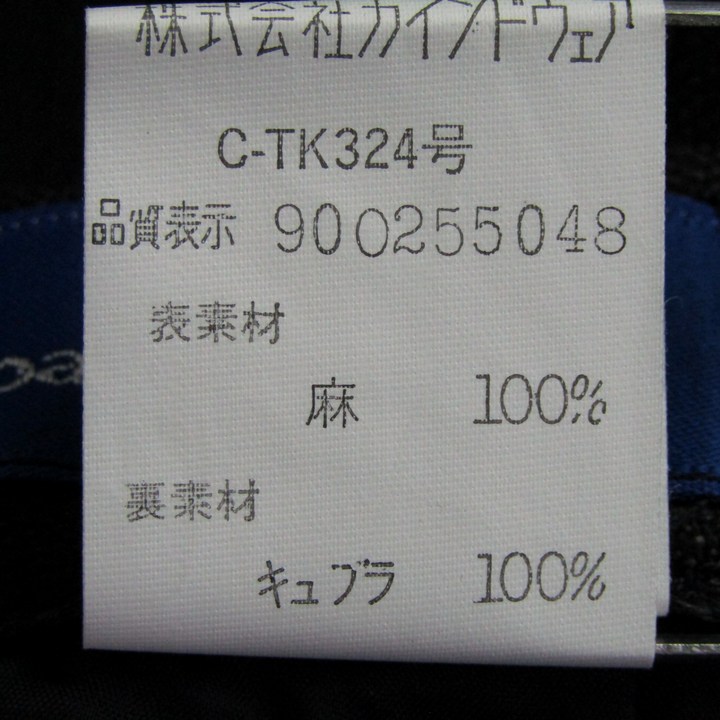 株式会社カインドウェア
C-TK324号
品質表示 900255048
表素材
麻 100%
裏素材
キュプラ 100%